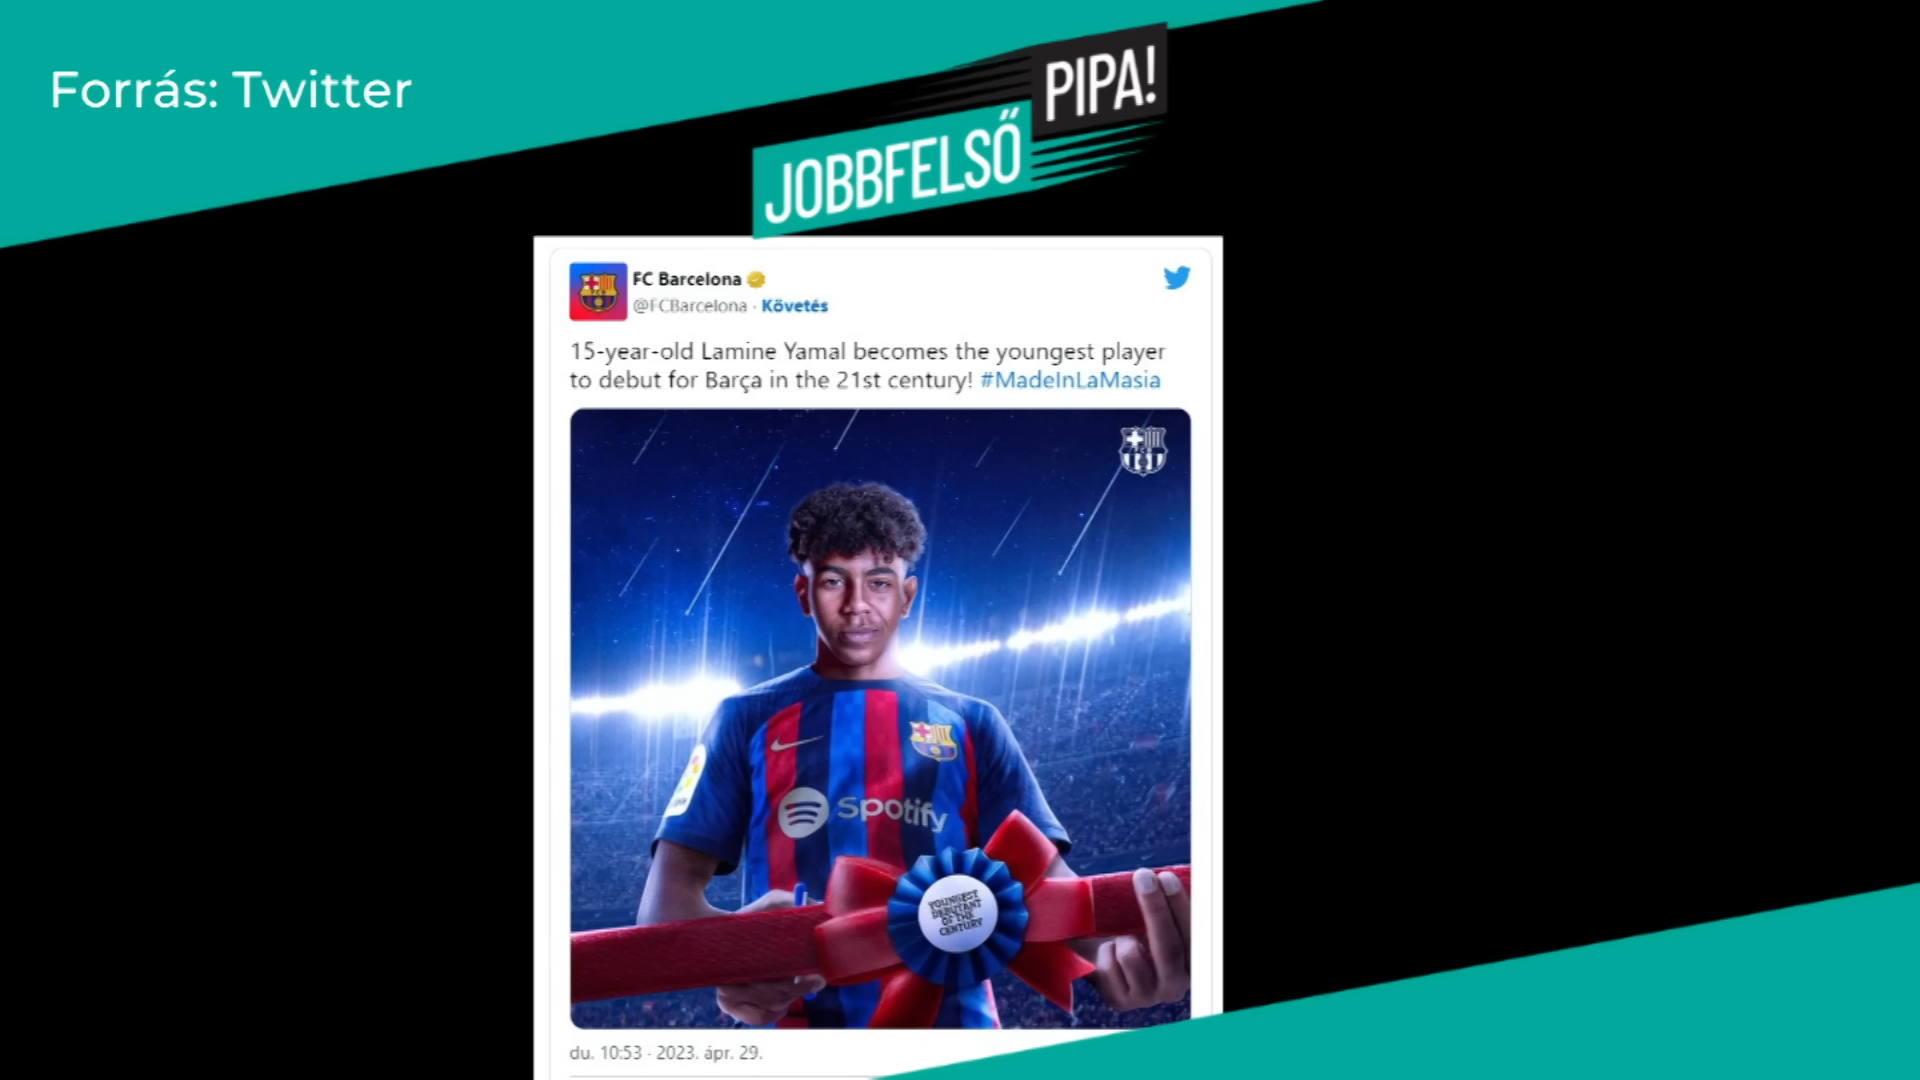 Forrás: Twitter
PIPA!
JOBBFELSŐ
FC Barcelona
@FCBarcelona · Követés
15-year-old Lamine Yamal becomes the youngest player
to debut for Barça in the 21st century! #MadeInLaMasia
Spotify
YOUNGEST
DEBUTANT
OF THE
CENTURY
du. 10:53 · 2023. ápr. 29.